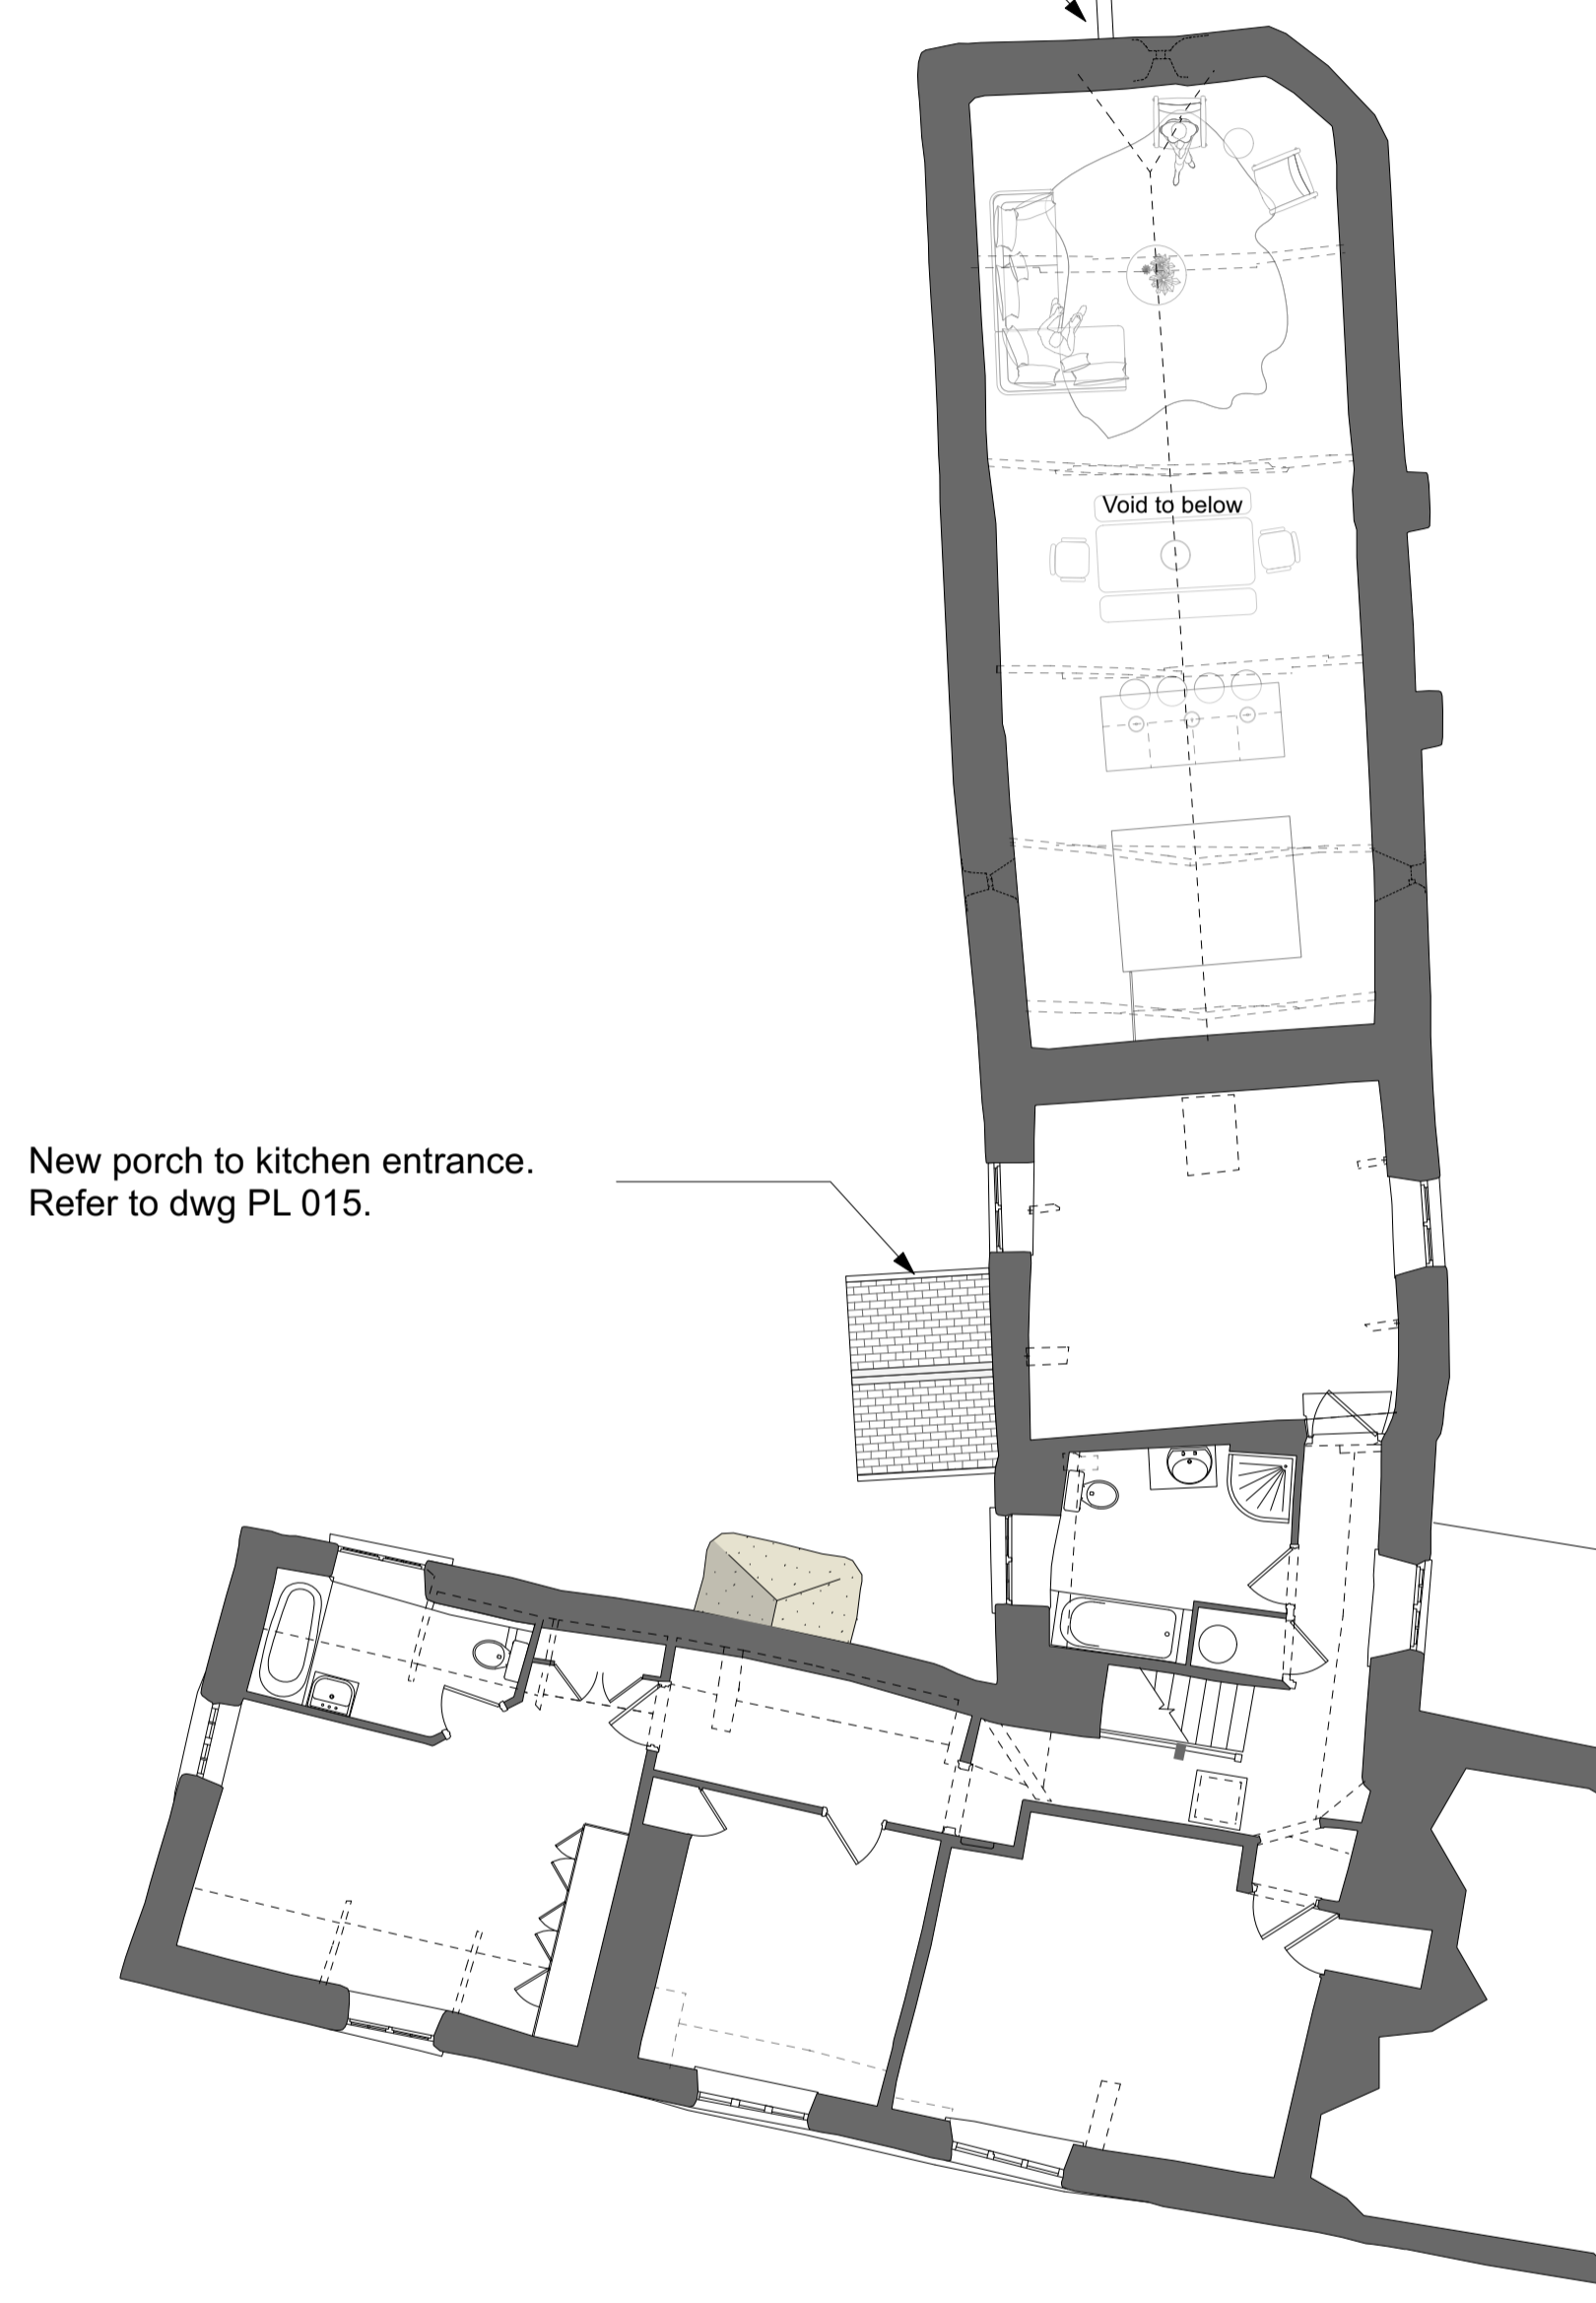 Void to below
New porch to kitchen entrance.
Refer to dwg PL 015.